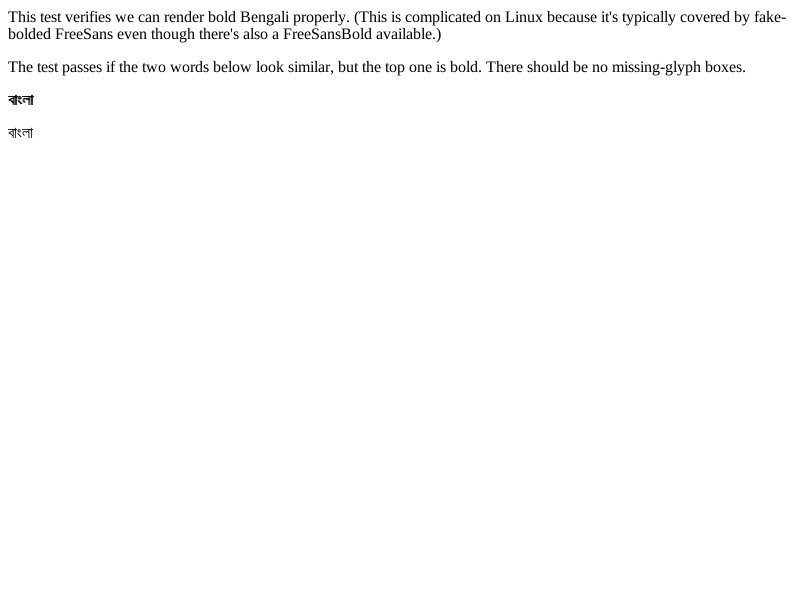 This test verifies we can render bold Bengali properly. (This is complicated on Linux because it's typically covered by fake-
bolded FreeSans even though there's also a FreeSansBold available.)
The test passes if the two words below look similar, but the top one is bold. There should be no missing-glyph boxes.
বাংলা
বাংলা